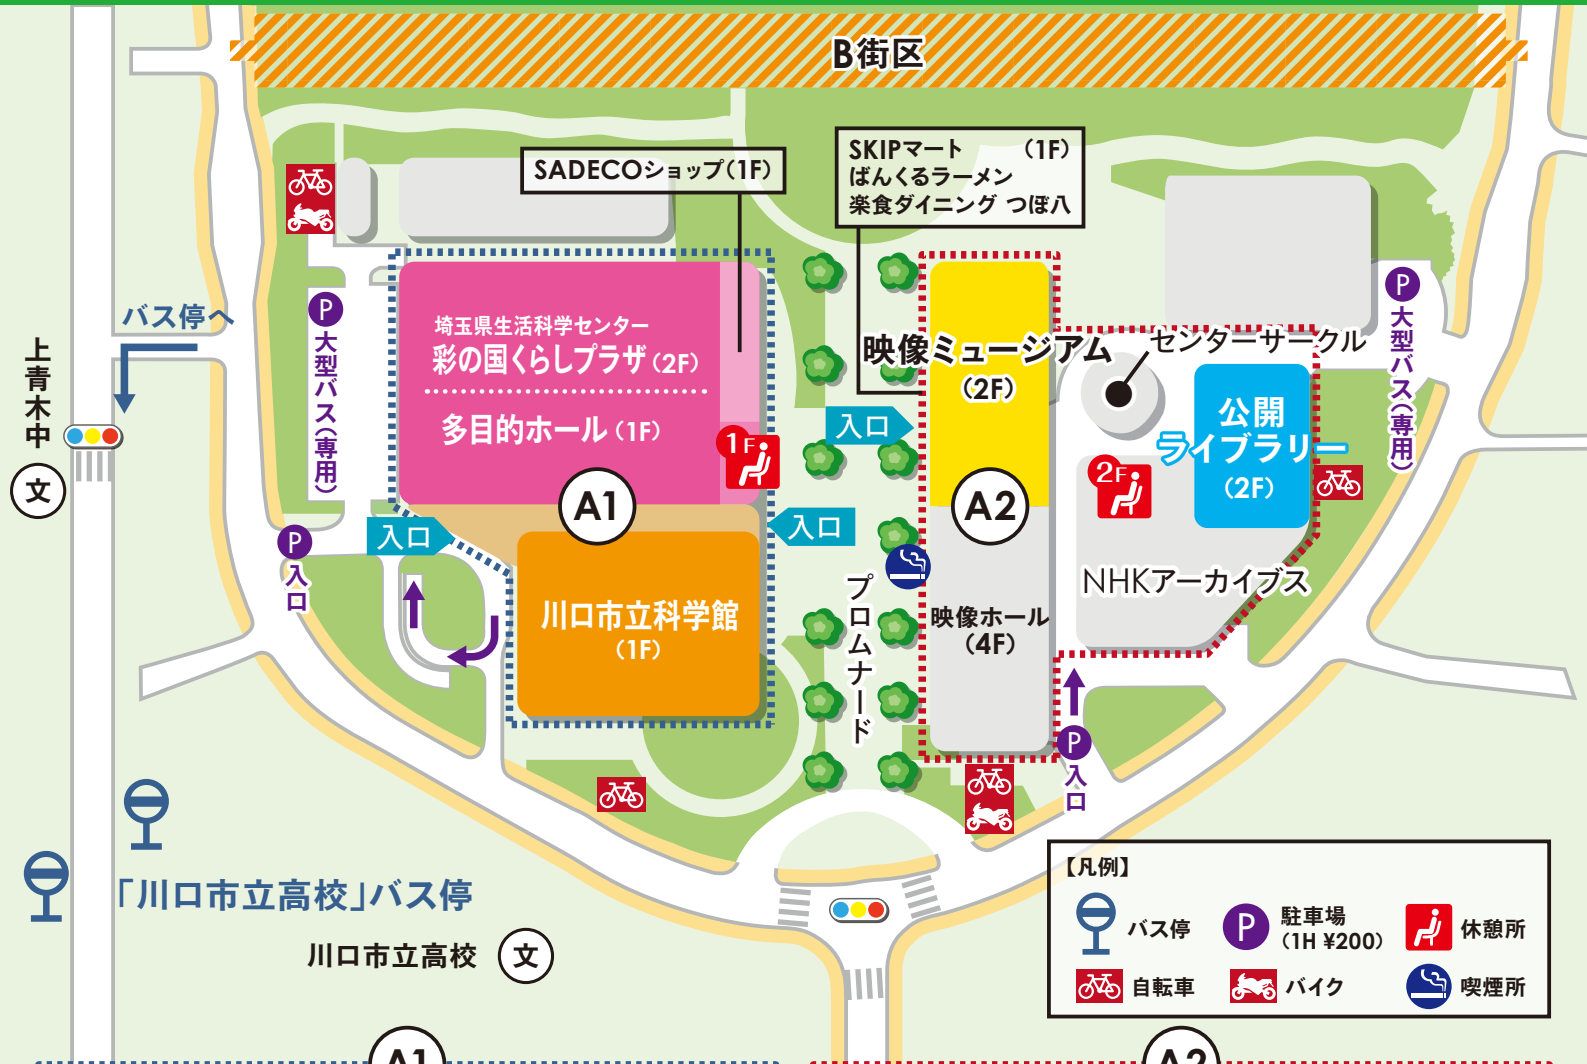 B街区
SADECOショップ(1F)
SKIPマート (1F)
ばんくるラーメン
楽食ダイニング つぼ八
バス停へ
上青木中
文
P
大型バス(専用)
埼玉県生活科学センター
彩の国くらしプラザ(2F)
多目的ホール(1F)
1F
A1
入口
入口
P
入口
川口市立科学館
(1F)
映像ミュージアム
(2F)
入口
A2
センターサークル
公開
ライブラリー
(2F)
2F
P
大型バス(専用)
NHKアーカイブス
プロムナード
映像ホール
(4F)
P
入口
「川口市立高校」バス停
川口市立高校 文
【凡例】
バス停
P 駐車場
(1H ¥200)
休憩所
自転車
バイク
喫煙所
A1
A2